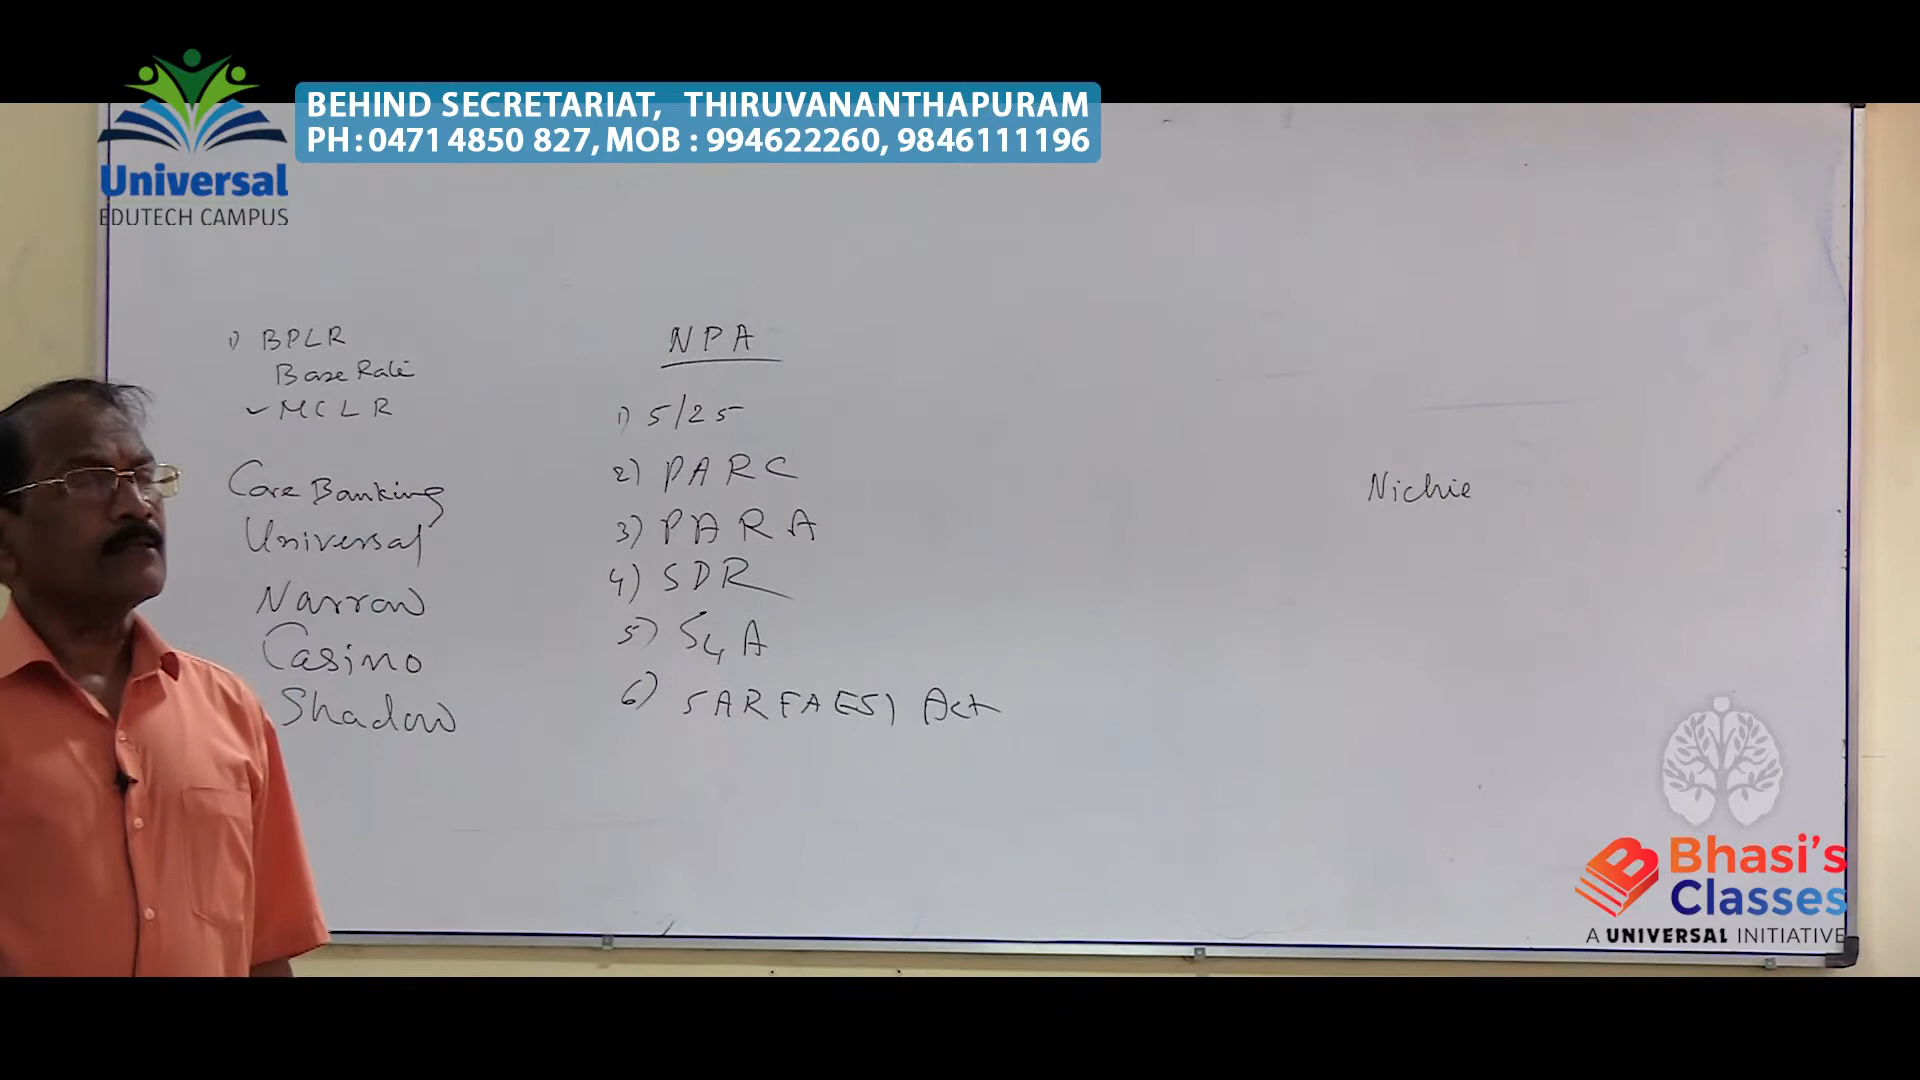 BEHIND SECRETARIAT, THIRUVANANTHAPURAM
PH : 0471 4850 827, MOB : 994622260, 9846111196
Universal
EDUTECH CAMPUS
1) BPLR
Base Rate
✓ MCLR
Core Banking
Universal
Narrow
Casino
Shadow
NPA
1) 5/25
2) PARC
3) PARA
4) SDR
5) S4A
6) SARFAESI Act
Nichie
Bhasi's
Classes
A UNIVERSAL INITIATIVE